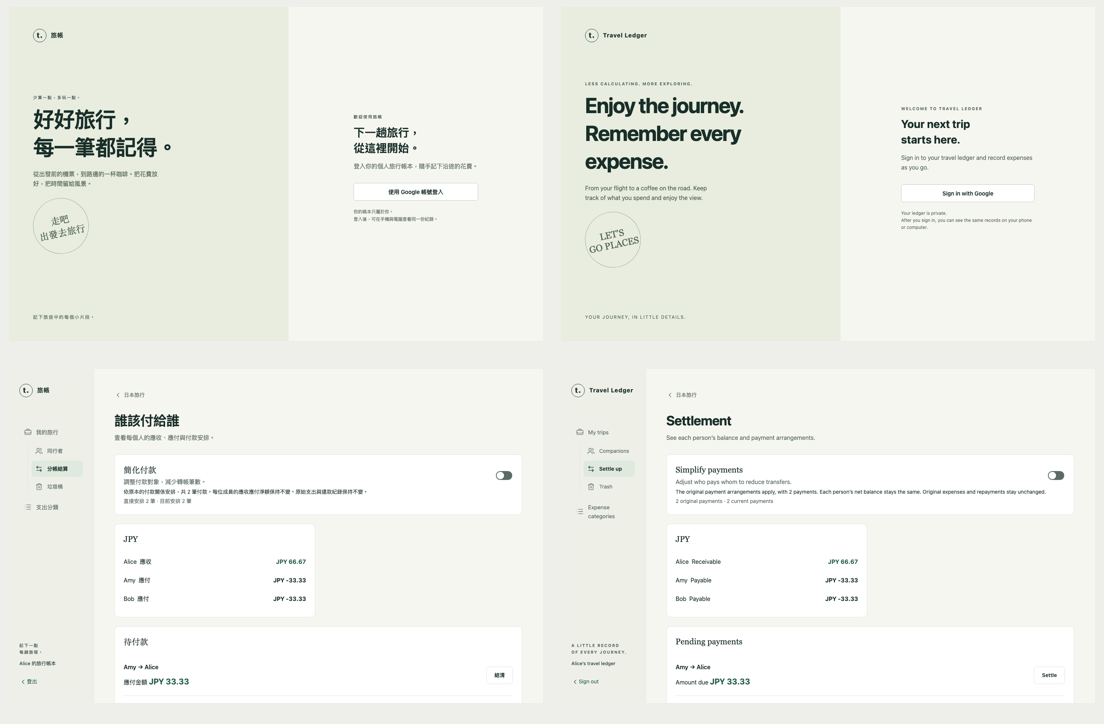 t. 旅帳
少算一點，多玩一點。
好好旅行，
每一筆都記得。
從出發前的機票，到路邊的一杯咖啡。把花費放
好，把時間留給風景。
走吧
出發去旅行
記下旅途中的每個小片段。
歡迎使用旅帳
下一趟旅行，
從這裡開始。
登入你的個人旅行帳本，隨手記下沿途的花費。
使用 Google 帳號登入
你的帳本只屬於你。
登入後，可在手機與電腦查看同一份紀錄。
t. Travel Ledger
LESS CALCULATING. MORE EXPLORING.
Enjoy the journey.
Remember every
expense.
From your flight to a coffee on the road. Keep
track of what you spend and enjoy the view.
LET'S
GO PLACES
YOUR JOURNEY, IN LITTLE DETAILS.
WELCOME TO TRAVEL LEDGER
Your next trip
starts here.
Sign in to your travel ledger and record expenses
as you go.
Sign in with Google
Your ledger is private.
After you sign in, you can see the same records on your phone
or computer.
t. 旅帳
我的旅行
同行者
分帳結算
垃圾桶
支出分類
記下一點
每趟旅程。
Alice 的旅行帳本
登出
日本旅行
誰該付給誰
查看每個人的應收、應付與付款安排。
簡化付款
調整付款對象，減少轉帳筆數。
依原本的付款關係安排，共 2 筆付款。每位成員的應收應付淨額保持不變。原始支出與還款紀錄保持不變。
直接安排 2 筆 · 目前安排 2 筆
JPY
Alice 應收 JPY 66.67
Amy 應付 JPY -33.33
Bob 應付 JPY -33.33
待付款
Amy → Alice
應付金額 JPY 33.33
結清
t. Travel Ledger
My trips
Companions
Settle up
Trash
Expense
categories
A LITTLE RECORD
OF EVERY JOURNEY.
Alice's travel ledger
Sign out
日本旅行
Settlement
See each person's balance and payment arrangements.
Simplify payments
Adjust who pays whom to reduce transfers.
The original payment arrangements apply, with 2 payments. Each person's net balance stays the same. Original expenses and repayments stay unchanged.
2 original payments · 2 current payments
JPY
Alice Receivable JPY 66.67
Amy Payable JPY -33.33
Bob Payable JPY -33.33
Pending payments
Amy → Alice
Amount due JPY 33.33
Settle